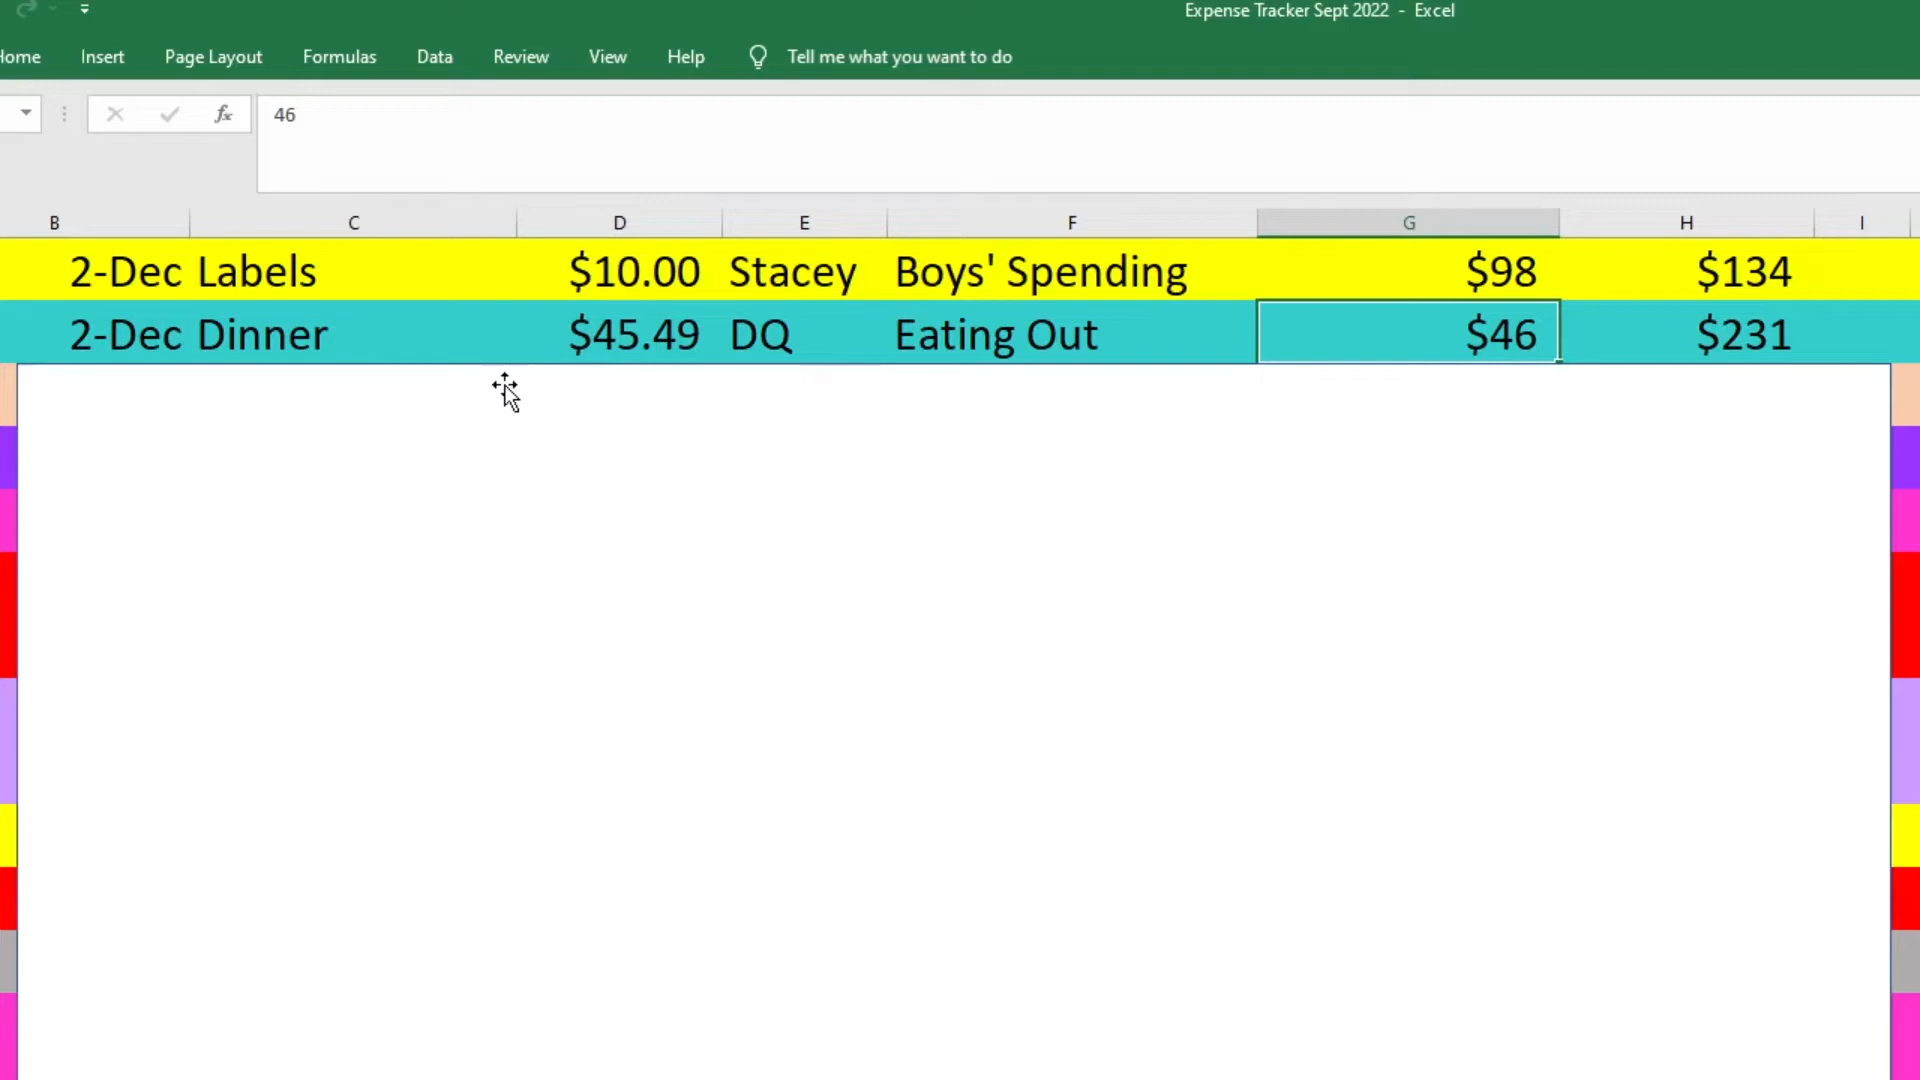 Expense Tracker Sept 2022 - Excel
Home Insert Page Layout Formulas Data Review View Help Tell me what you want to do
fx 46
B C D E F G H I
2-Dec Labels $10.00 Stacey Boys' Spending $98 $134
2-Dec Dinner $45.49 DQ Eating Out $46 $231